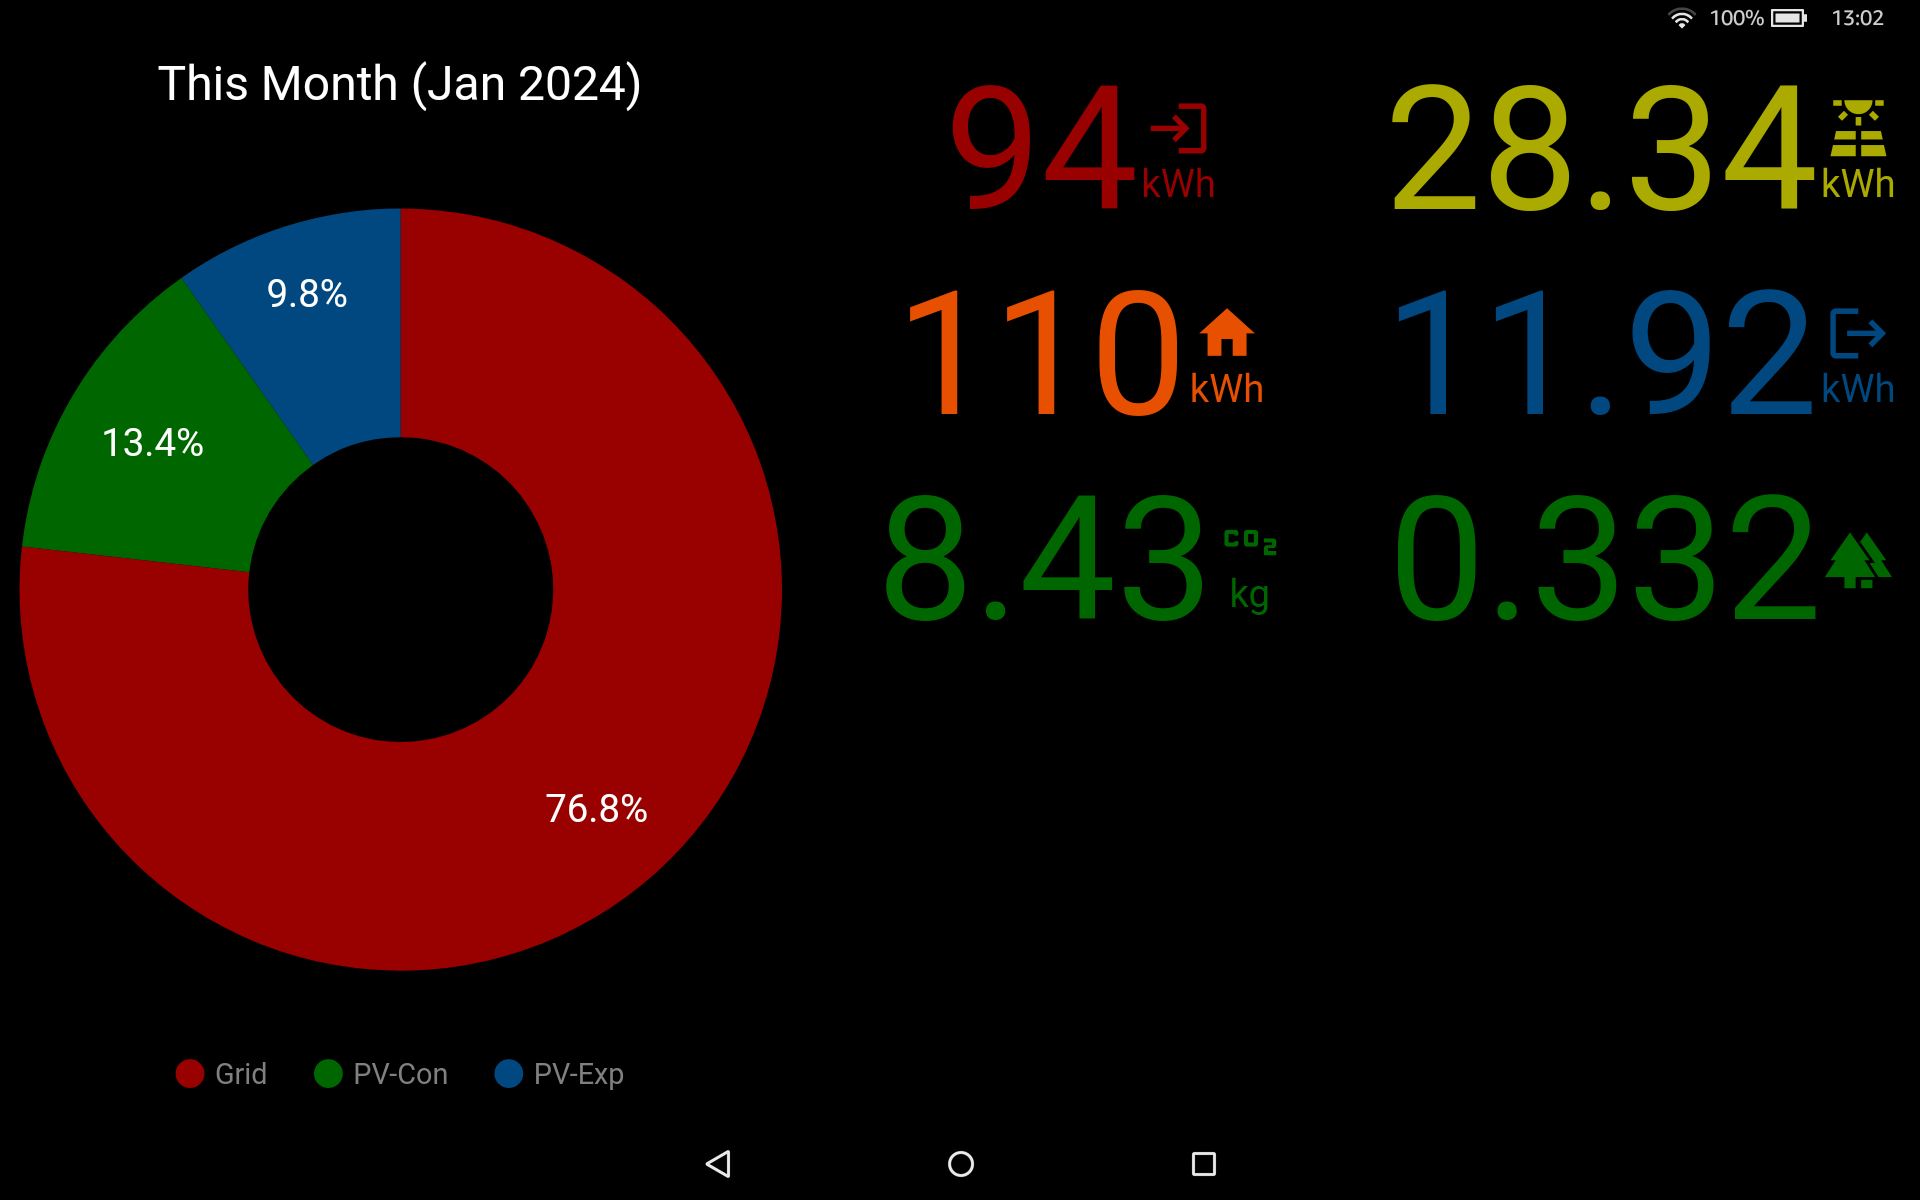 100% 13:02
This Month (Jan 2024)
94 kWh
28.34 kWh
110 kWh
11.92 kWh
8.43 CO₂ kg
0.332
9.8%
13.4%
76.8%
Grid PV-Con PV-Exp